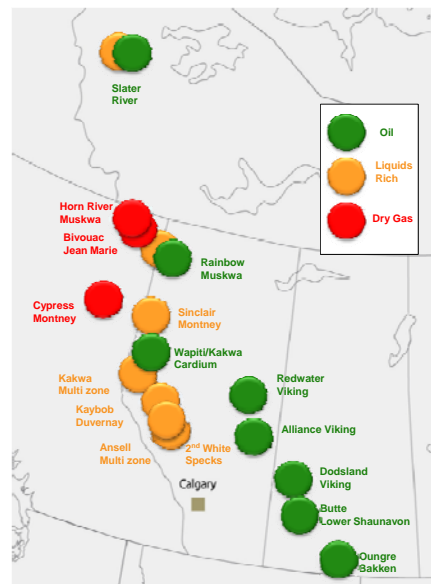 Slater
River
Oil
Liquids
Rich
Dry Gas
Horn River
Muskwa
Bivouac
Jean Marie
Rainbow
Muskwa
Cypress
Montney
Sinclair
Montney
Wapiti/Kakwa
Cardium
Kakwa
Multi zone
Redwater
Viking
Kaybob
Duvernay
Alliance Viking
Ansell
Multi zone
2nd White
Specks
Calgary
Dodsland
Viking
Butte
Lower Shaunavon
Oungre
Bakken